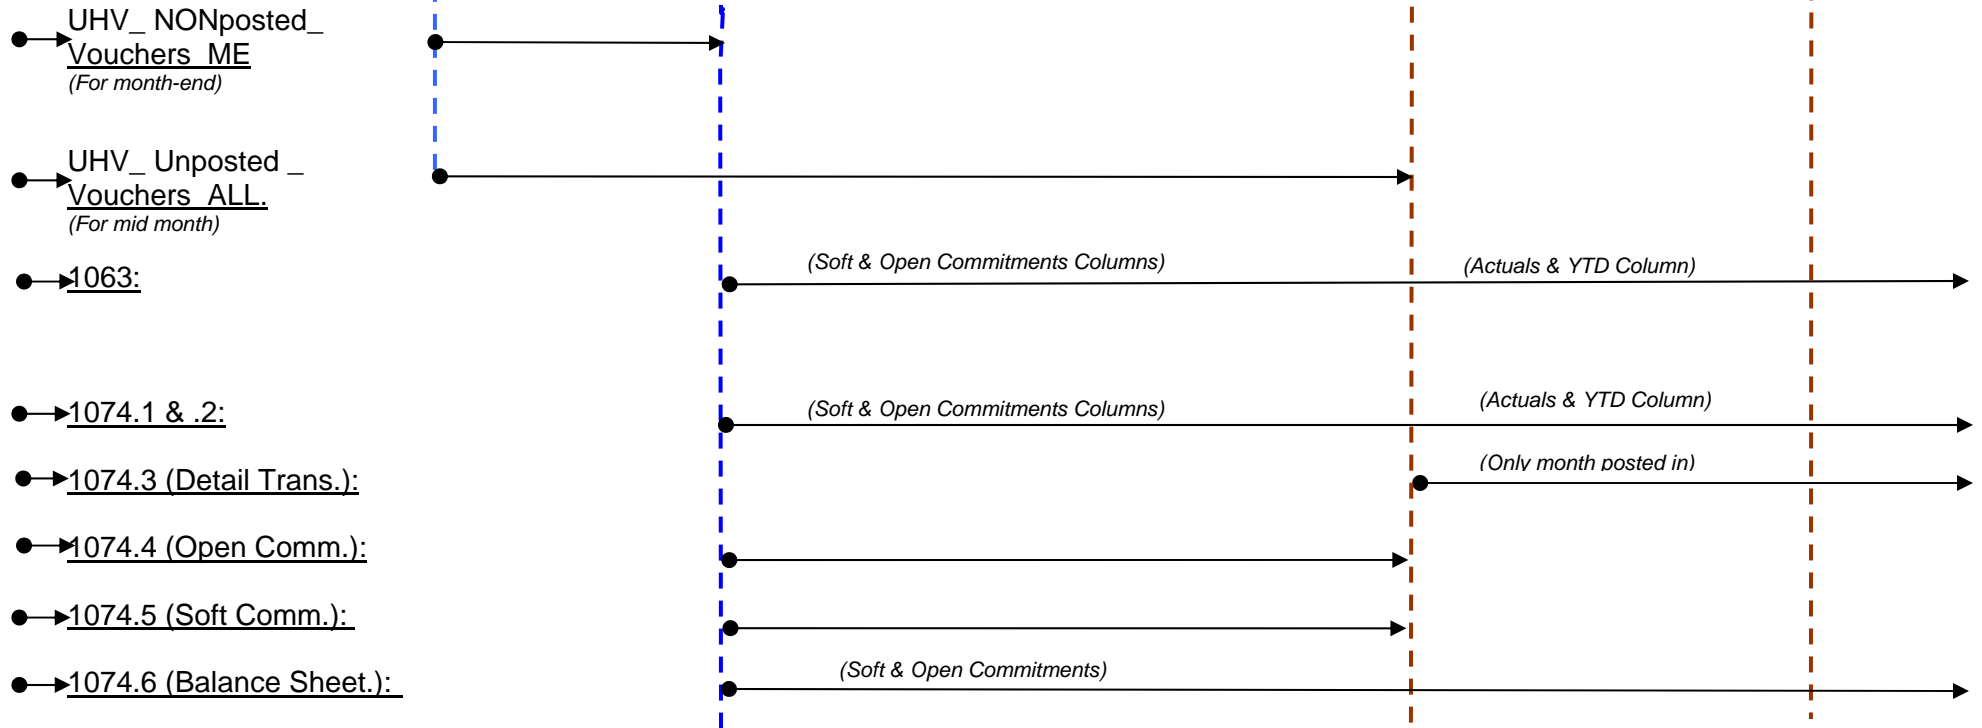 UHV_ NONposted_
Vouchers_ME
(For month-end)
UHV_ Unposted _
Vouchers_ALL.
(For mid month)
(Soft & Open Commitments Columns)
(Actuals & YTD Column)
1063:
(Soft & Open Commitments Columns)
(Actuals & YTD Column)
1074.1 & .2:
(Only month posted in)
1074.3 (Detail Trans.):
1074.4 (Open Comm.):
1074.5 (Soft Comm.):
(Soft & Open Commitments)
1074.6 (Balance Sheet.):